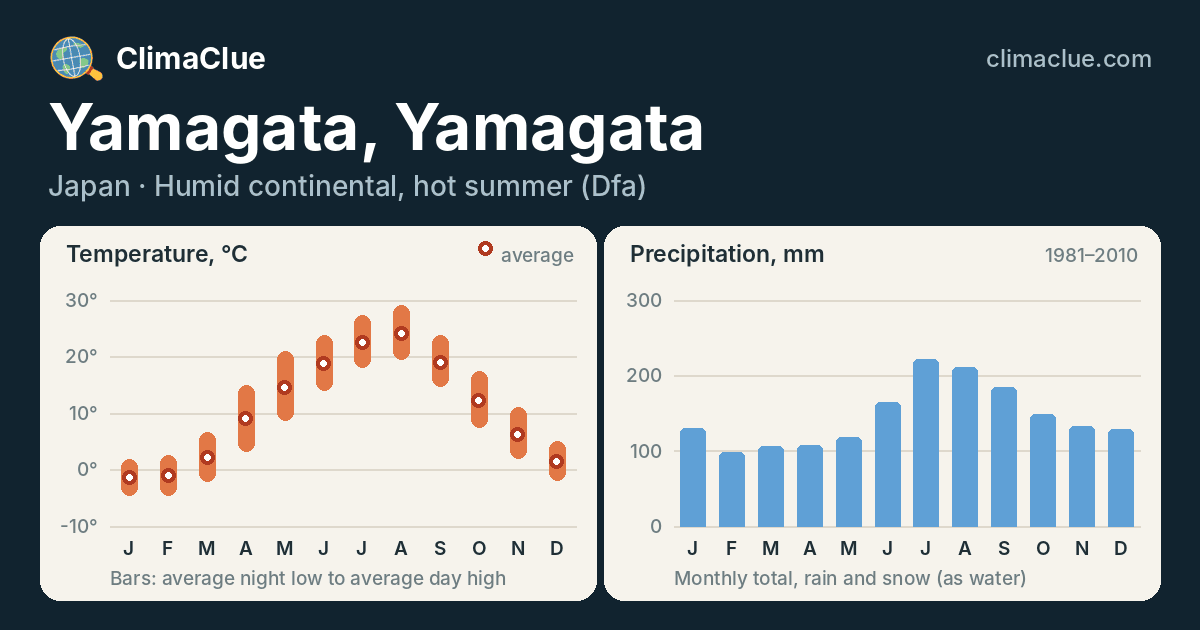 ClimaClue
climaclue.com
Yamagata, Yamagata
Japan · Humid continental, hot summer (Dfa)
Temperature, °C
average
30°
20°
10°
0°
-10°
J F M A M J J A S O N D
Bars: average night low to average day high
Precipitation, mm
1981–2010
300
200
100
0
J F M A M J J A S O N D
Monthly total, rain and snow (as water)